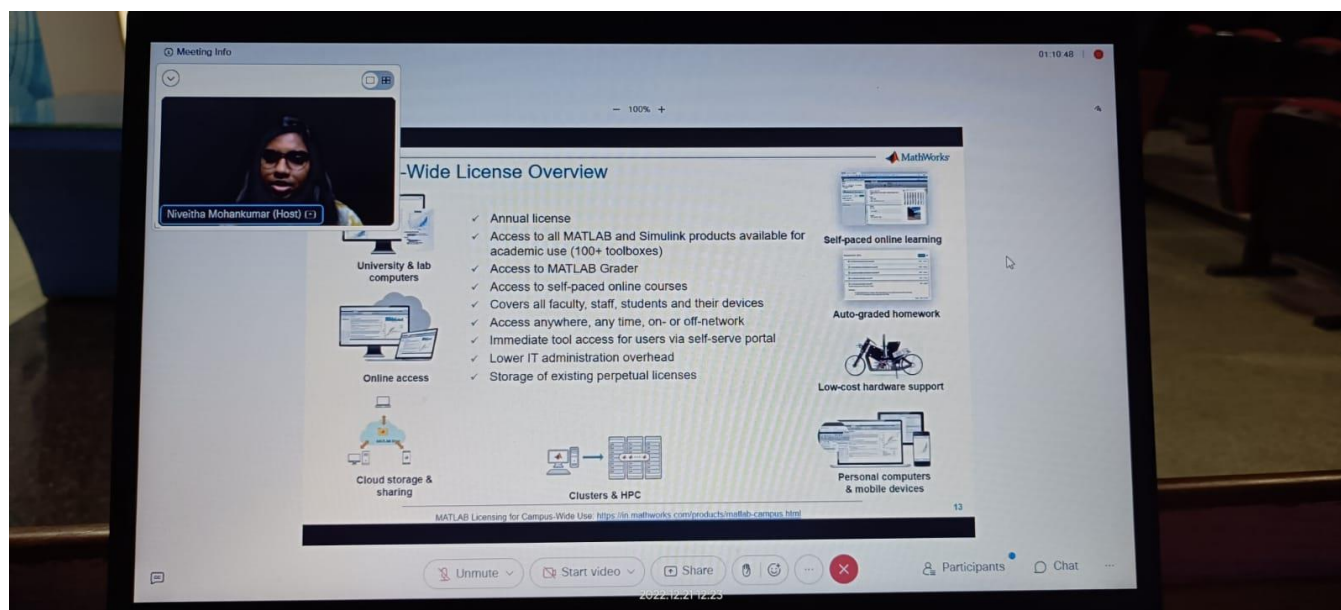 Meeting Info
01:10:48
− 100% +
MathWorks
-Wide License Overview
Niveitha Mohankumar (Host)
✓ Annual license
✓ Access to all MATLAB and Simulink products available for
academic use (100+ toolboxes)
✓ Access to MATLAB Grader
✓ Access to self-paced online courses
✓ Covers all faculty, staff, students and their devices
✓ Access anywhere, any time, on- or off-network
✓ Immediate tool access for users via self-serve portal
✓ Lower IT administration overhead
✓ Storage of existing perpetual licenses
University & lab
computers
Online access
Cloud storage &
sharing
Clusters & HPC
Self-paced online learning
Auto-graded homework
Low-cost hardware support
Personal computers
& mobile devices
MATLAB Licensing for Campus-Wide Use: https://in.mathworks.com/products/matlab-campus.html
13
Unmute
Start video
Share
Participants
Chat
2022.12.21 12:23